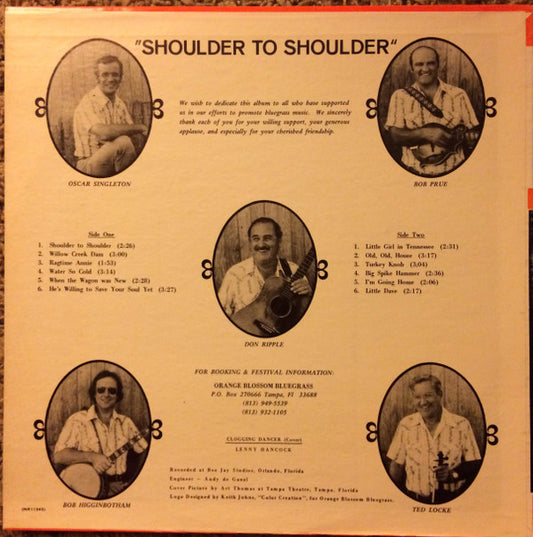 "SHOULDER TO SHOULDER"
We wish to dedicate this album to all who have supported
us in our efforts to promote bluegrass music. We sincerely
thank each of you for your willing support, your generous
applause, and especially for your cherished friendship.
OSCAR SINGLETON
BOB PRUE
Side One
1. Shoulder to Shoulder (2:26)
2. Willow Creek Dam (3:00)
3. Ragtime Annie (1:53)
4. Water So Cold (3:14)
5. When the Wagon was New (2:28)
6. He's Willing to Save Your Soul Yet (3:27)
Side Two
1. Little Girl in Tennessee (2:31)
2. Old, Old, House (3:17)
3. Turkey Knob (3,04)
4. Big Spike Hammer (2:36)
5. I'm Going Home (2:06)
6. Little Dave (2:17)
DON RIPPLE
FOR BOOKING & FESTIVAL INFORMATION:
ORANGE BLOSSOM BLUEGRASS
P.O. Box 270666 Tampa, Fl 33688
(813) 949-5539
(813) 932-1105
CLOGGING DANCER (Cover)
LENNY HANCOCK
Recorded at Bee Jay Studios, Orlando, Florida
Engineer - Andy de Ganal
Cover Picture by Art Thomas at Tampa Theatre, Tampa, Florida
Logo Designed by Keith Johns, "Color Creation", for Orange Blossom Bluegrass.
BOB HIGGINBOTHAM
TED LOCKE